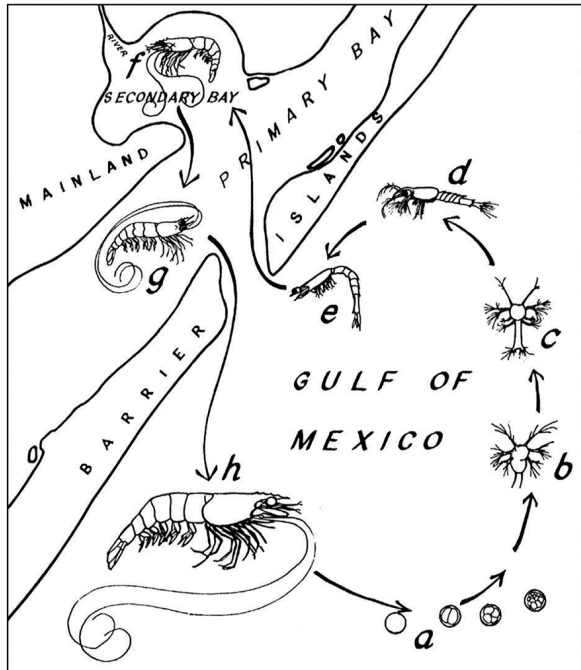 RIVER
f
SECONDARY BAY
PRIMARY BAY
MAINLAND
ISLANDS
d
g
e
c
BARRIER
GULF OF
MEXICO
h
b
a